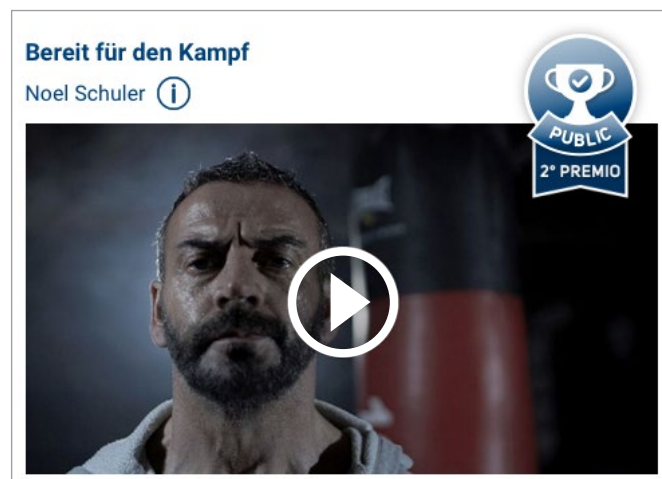 Bereit für den Kampf
Noel Schuler i
PUBLIC
2° PREMIO